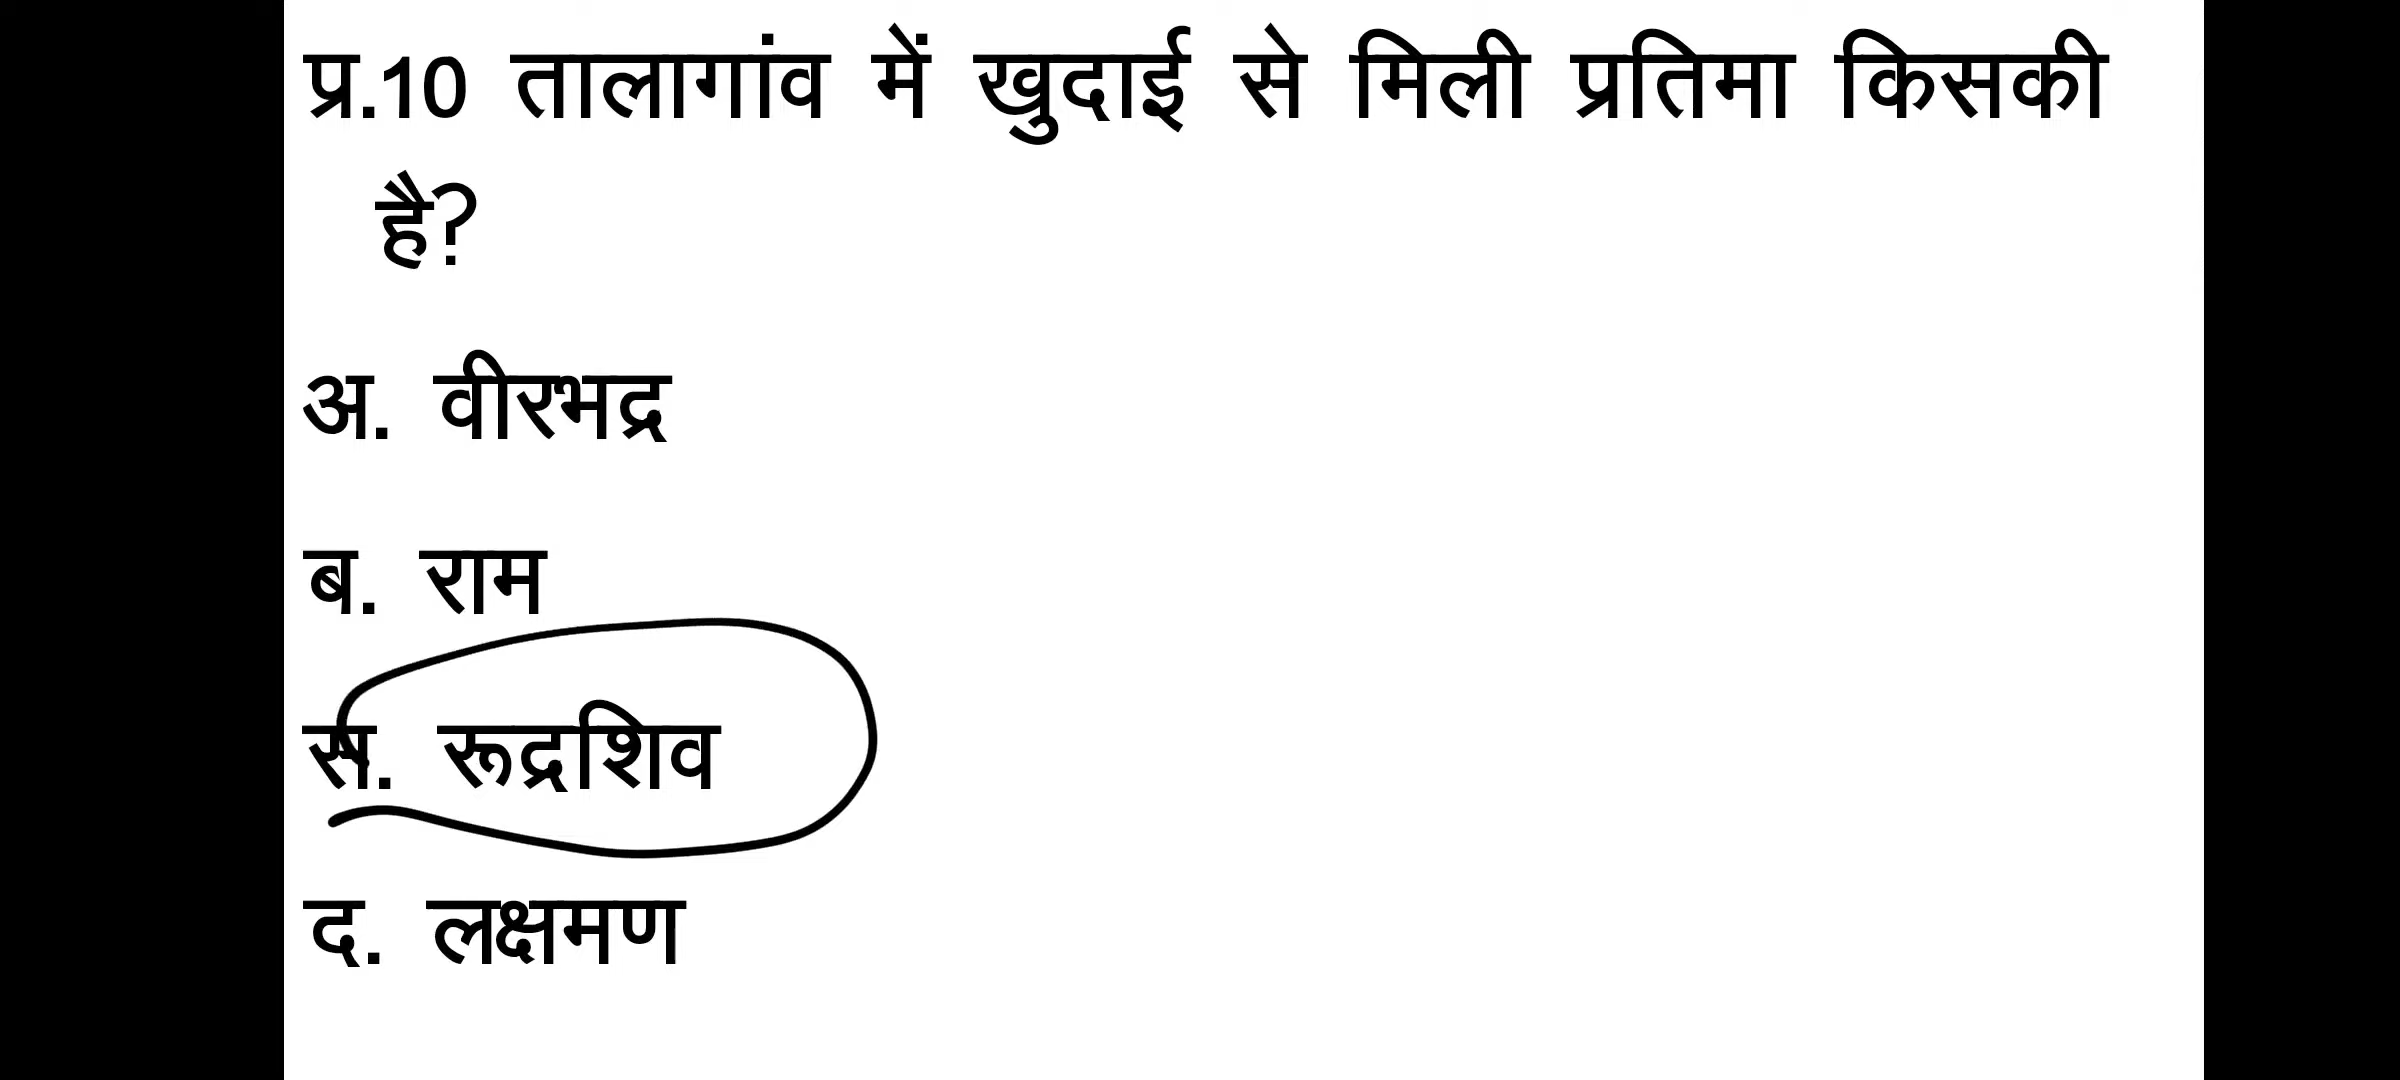 प्र.10 तालागांव में खुदाई से मिली प्रतिमा किसकी
है?
अ. वीरभद्र
ब. राम
स. रूद्रशिव
द. लक्षमण